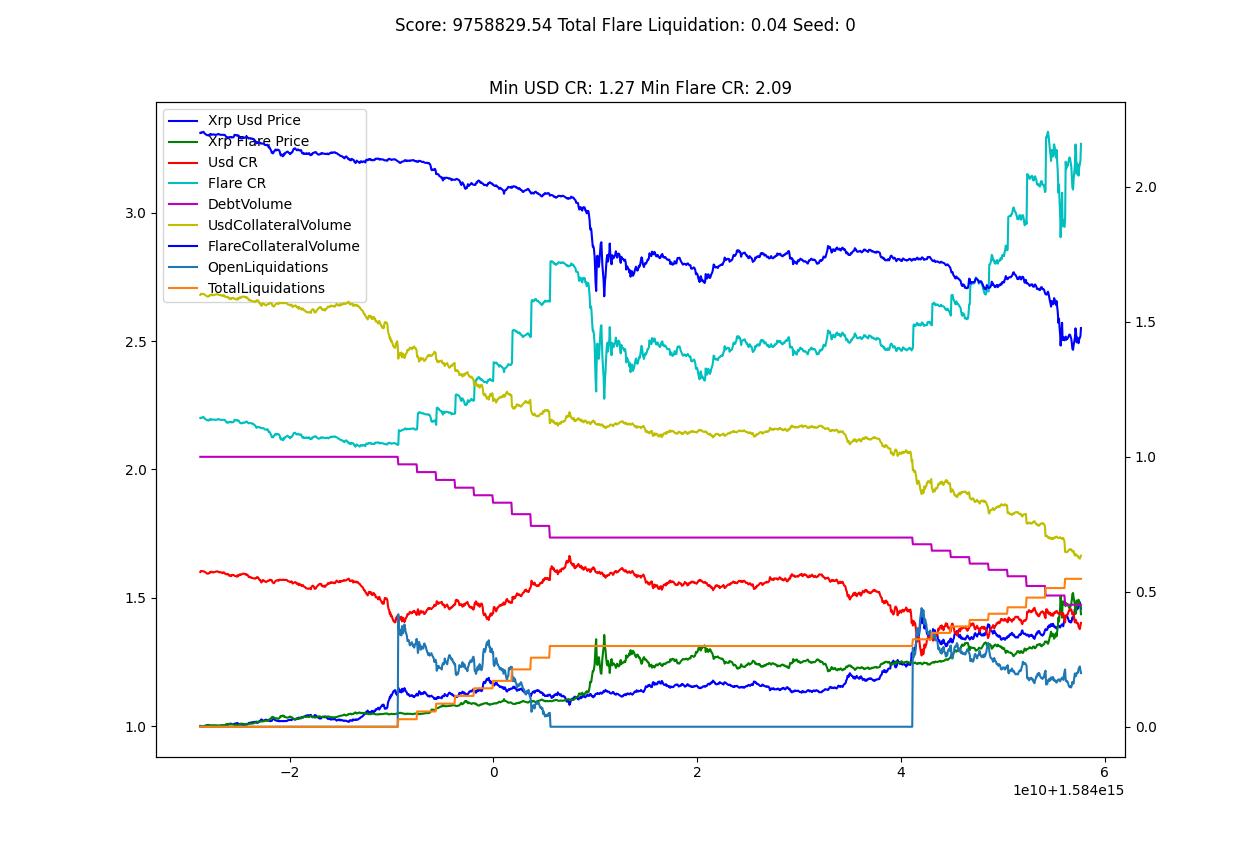 Score: 9758829.54 Total Flare Liquidation: 0.04 Seed: 0
Min USD CR: 1.27 Min Flare CR: 2.09
Xrp Usd Price
Xrp Flare Price
Usd CR
Flare CR
DebtVolume
UsdCollateralVolume
FlareCollateralVolume
OpenLiquidations
TotalLiquidations
3.0
2.5
2.0
1.5
1.0
2.0
1.5
1.0
0.5
0.0
−2
0
2
4
6
1e10+1.584e15